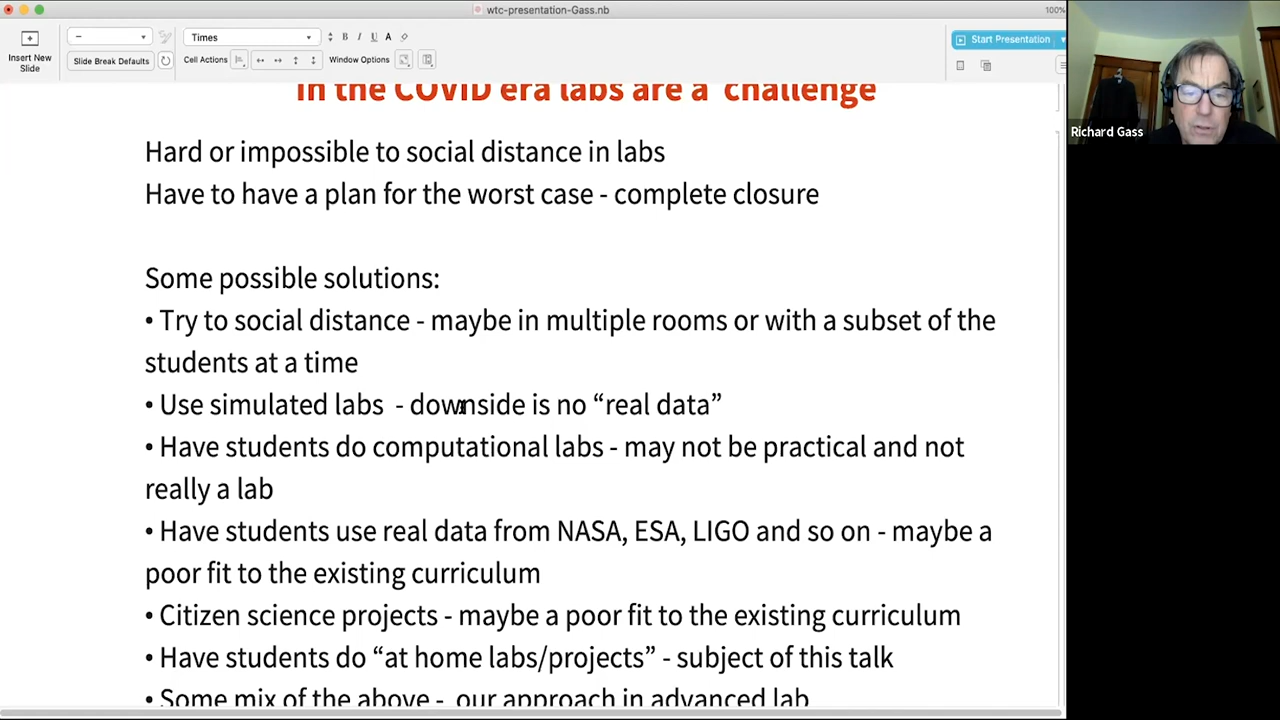 wtc-presentation-Gass.nb
100%
Insert New Slide
Slide Break Defaults
Times
B I U A
Cell Actions
Window Options
Start Presentation
In the COVID era labs are a challenge
Richard Gass
Hard or impossible to social distance in labs
Have to have a plan for the worst case - complete closure
Some possible solutions:
• Try to social distance - maybe in multiple rooms or with a subset of the
students at a time
• Use simulated labs - downside is no “real data”
• Have students do computational labs - may not be practical and not
really a lab
• Have students use real data from NASA, ESA, LIGO and so on - maybe a
poor fit to the existing curriculum
• Citizen science projects - maybe a poor fit to the existing curriculum
• Have students do “at home labs/projects” - subject of this talk
• Some mix of the above - our approach in advanced lab